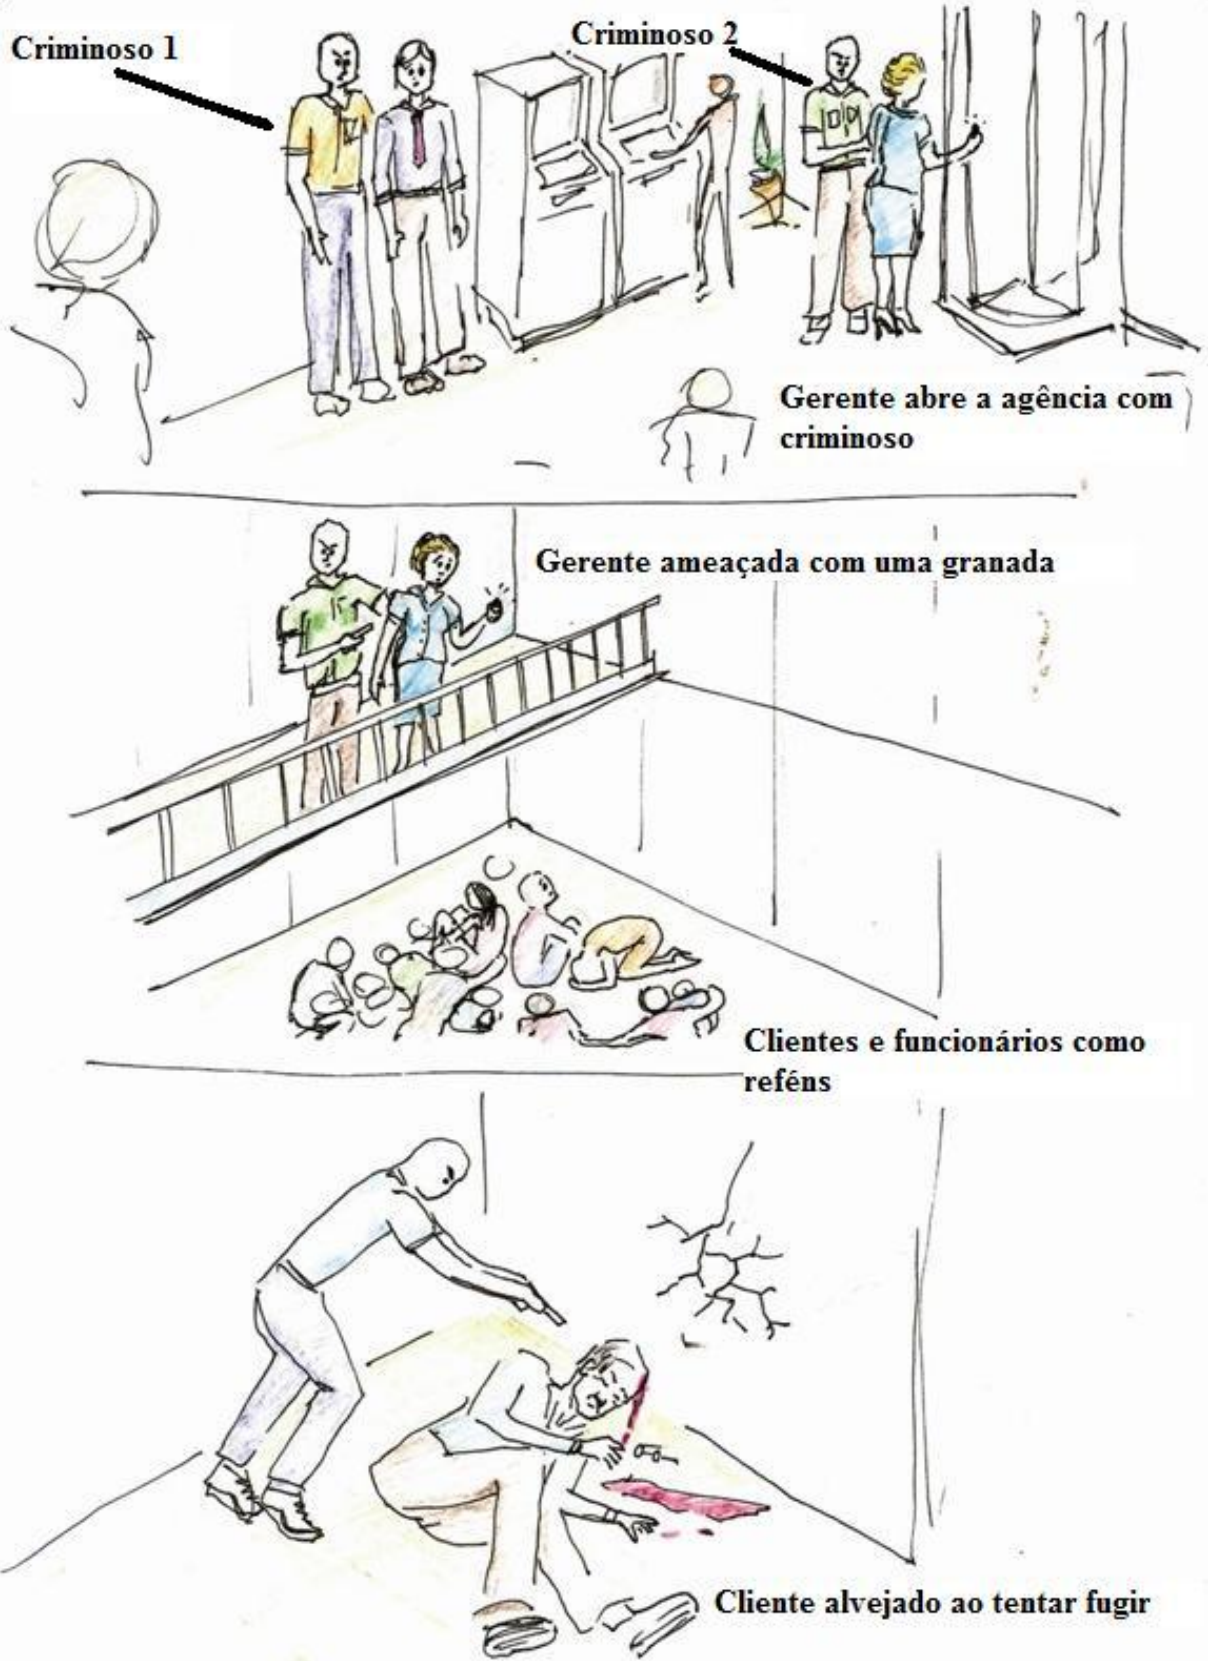 Criminoso 1
Criminoso 2
Gerente abre a agência com
criminoso
Gerente ameaçada com uma granada
Clientes e funcionários como
reféns
Cliente alvejado ao tentar fugir